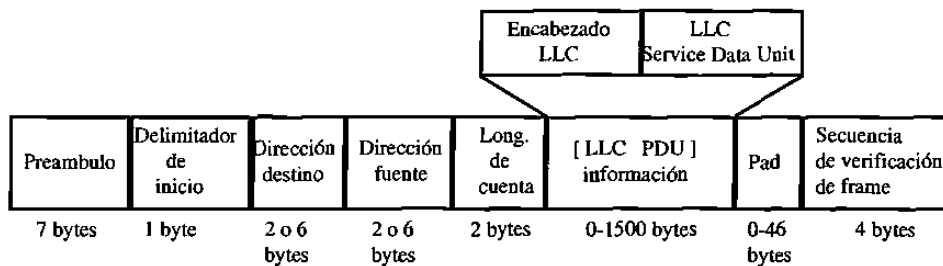 Encabezado
LLC
LLC
Service Data Unit
Preambulo
Delimitador
de
inicio
Dirección
destino
Dirección
fuente
Long.
de
cuenta
[ LLC PDU ]
información
Pad
Secuencia
de verificación
de frame
7 bytes
1 byte
2 o 6
bytes
2 o 6
bytes
2 bytes
0-1500 bytes
0-46
bytes
4 bytes